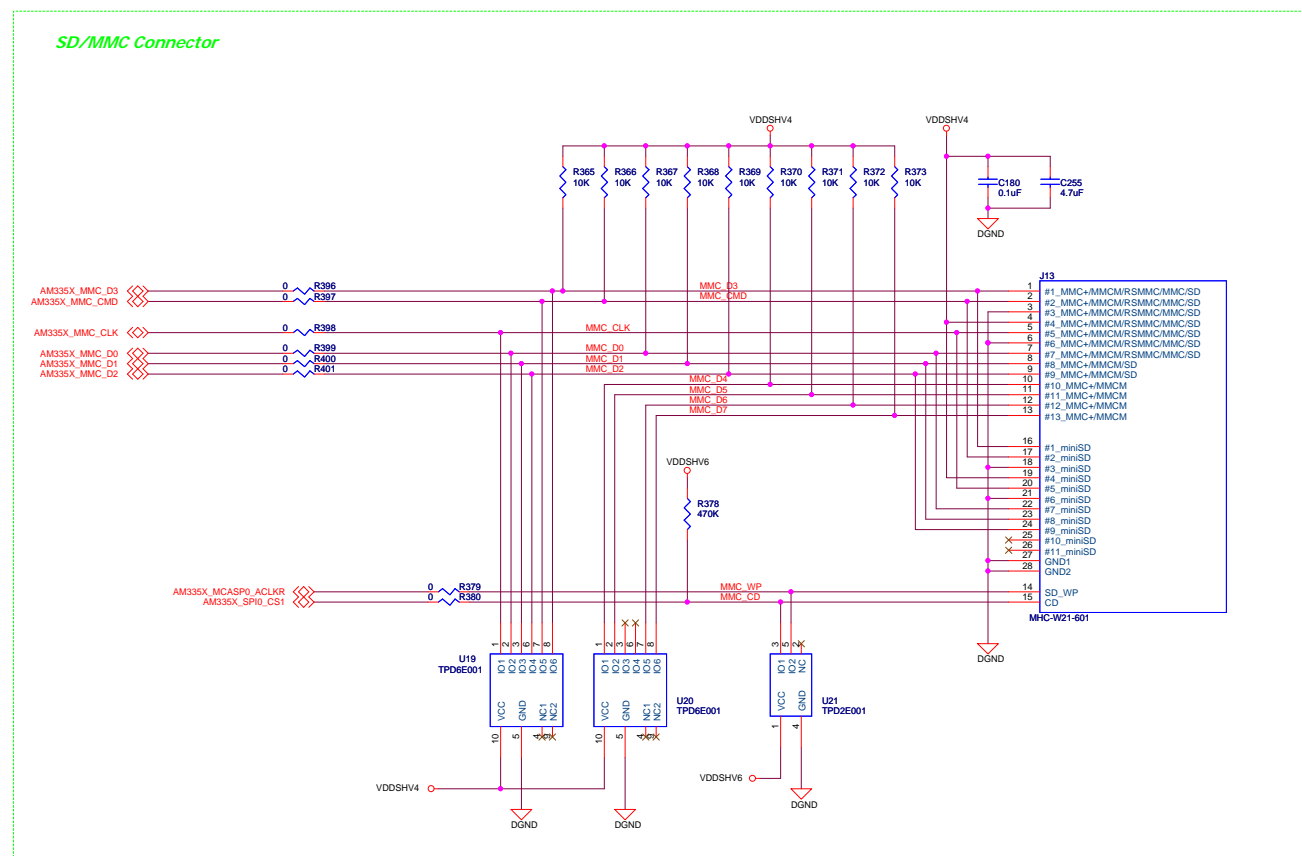 SD/MMC Connector
VDDSHV4
VDDSHV4
R365
10K
R366
10K
R367
10K
R368
10K
R369
10K
R370
10K
R371
10K
R372
10K
R373
10K
C180
0.1uF
C255
4.7uF
DGND
J13
AM335X_MMC_D3
0 R396
MMC_D3
1 #1_MMC+/MMCM/RSMMC/MMC/SD
AM335X_MMC_CMD
0 R397
MMC_CMD
2 #2_MMC+/MMCM/RSMMC/MMC/SD
3 #3_MMC+/MMCM/RSMMC/MMC/SD
4 #4_MMC+/MMCM/RSMMC/MMC/SD
AM335X_MMC_CLK
0 R398
MMC_CLK
5 #5_MMC+/MMCM/RSMMC/MMC/SD
6 #6_MMC+/MMCM/RSMMC/MMC/SD
AM335X_MMC_D0
0 R399
MMC_D0
7 #7_MMC+/MMCM/RSMMC/MMC/SD
AM335X_MMC_D1
0 R400
MMC_D1
8 #8_MMC+/MMCM/SD
AM335X_MMC_D2
0 R401
MMC_D2
9 #9_MMC+/MMCM/SD
MMC_D4
10 #10_MMC+/MMCM
MMC_D5
11 #11_MMC+/MMCM
MMC_D6
12 #12_MMC+/MMCM
MMC_D7
13 #13_MMC+/MMCM
16 #1_miniSD
17 #2_miniSD
18 #3_miniSD
19 #4_miniSD
20 #5_miniSD
21 #6_miniSD
22 #7_miniSD
23 #8_miniSD
24 #9_miniSD
25 #10_miniSD
26 #11_miniSD
27 GND1
28 GND2
VDDSHV6
R378
470K
AM335X_MCASP0_ACLKR
0 R379
MMC_WP
14 SD_WP
AM335X_SPI0_CS1
0 R380
MMC_CD
15 CD
MHC-W21-601
DGND
U19
TPD6E001
1 2 3 6 7 8
IO1 IO2 IO3 IO4 IO5 IO6
VCC GND NC1 NC2
10 5 4 9
U20
TPD6E001
1 2 3 6 7 8
IO1 IO2 IO3 IO4 IO5 IO6
VCC GND NC1 NC2
10 5 4 9
U21
TPD2E001
3 5 2
IO1 IO2 NC
VCC GND
1 4
VDDSHV4
VDDSHV6
DGND
DGND
DGND